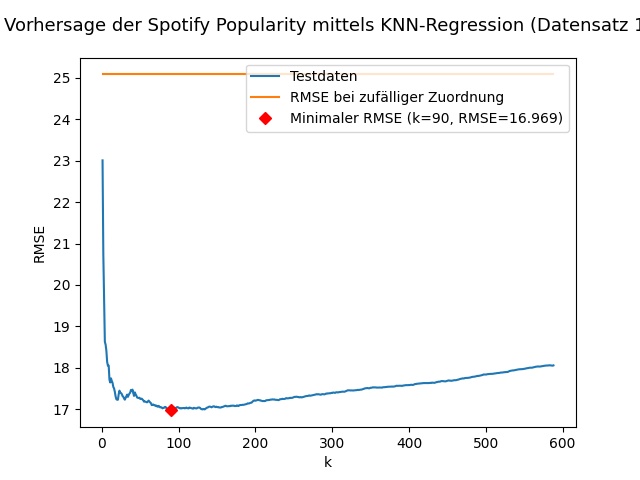 Vorhersage der Spotify Popularity mittels KNN-Regression (Datensatz 1
Testdaten
RMSE bei zufälliger Zuordnung
Minimaler RMSE (k=90, RMSE=16.969)
RMSE
25
24
23
22
21
20
19
18
17
0 100 200 300 400 500 600
k